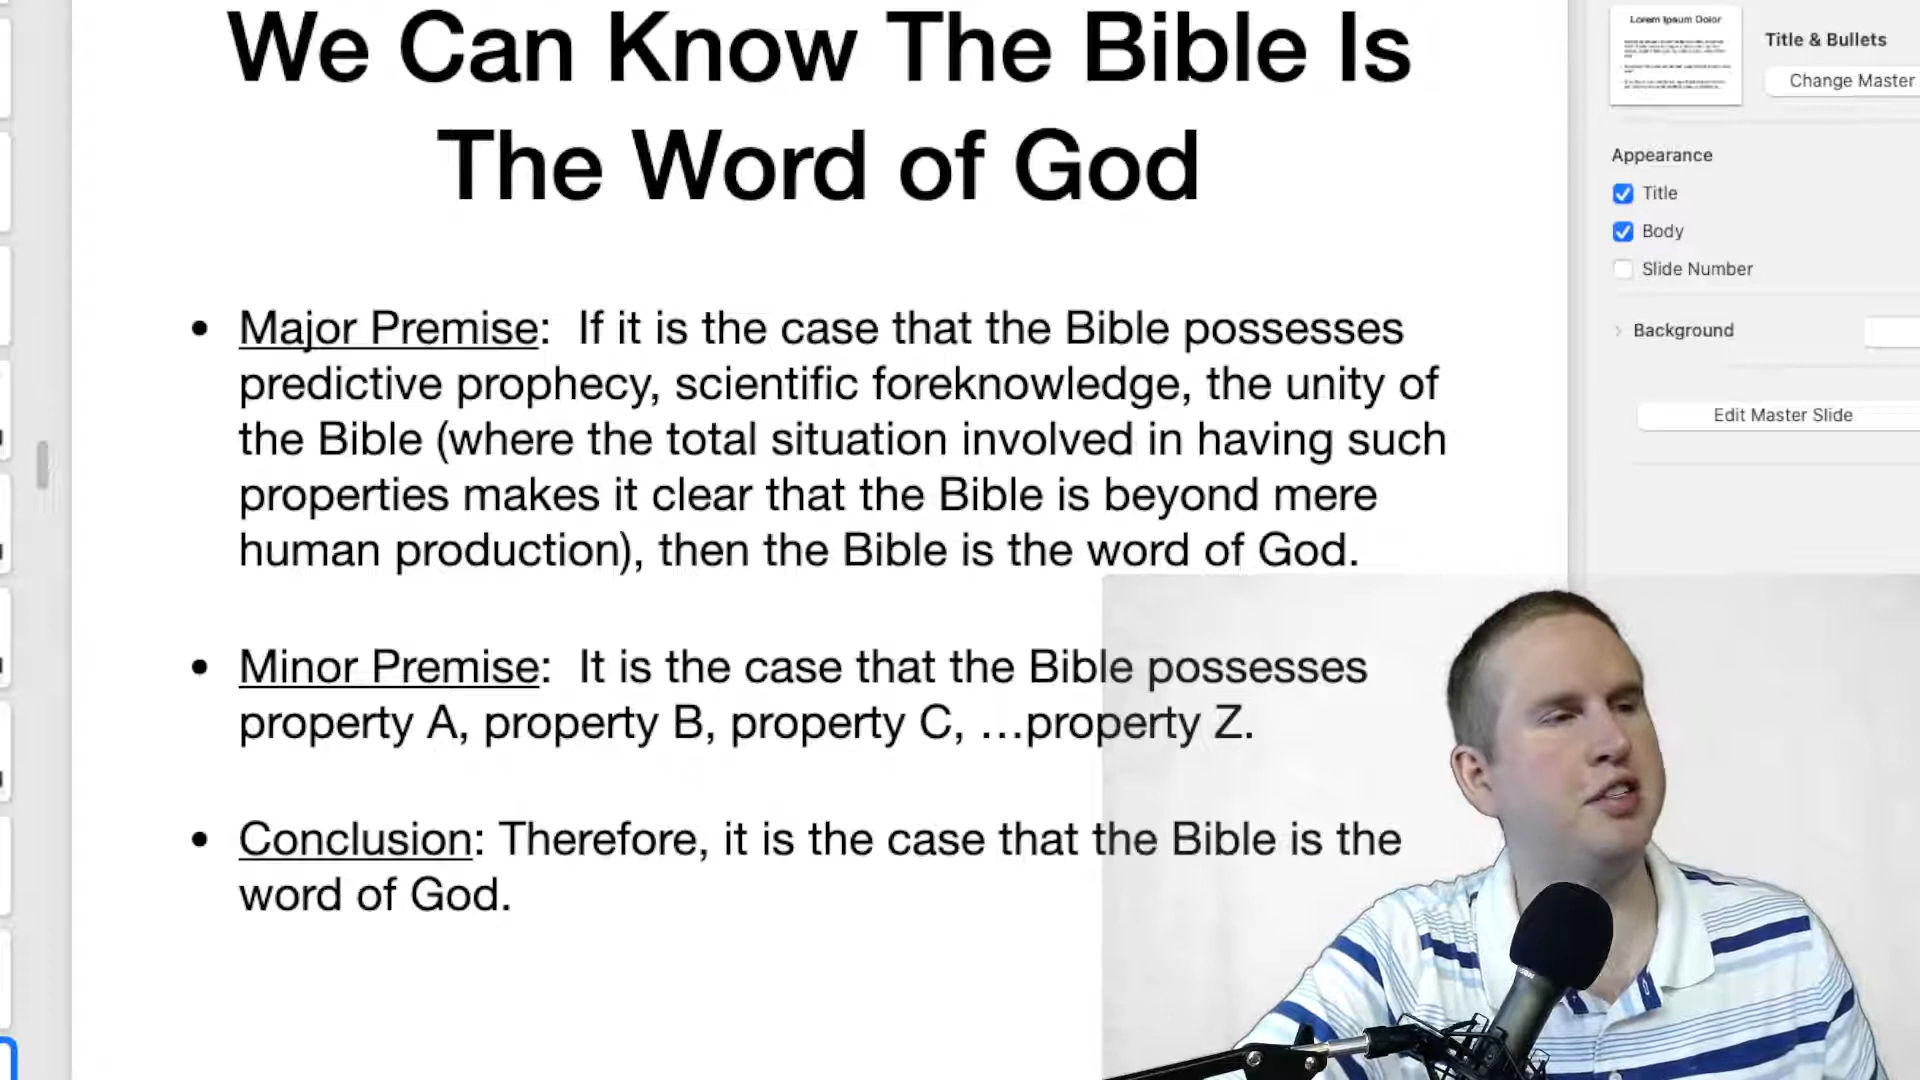 We Can Know The Bible Is
The Word of God
• Major Premise: If it is the case that the Bible possesses
predictive prophecy, scientific foreknowledge, the unity of
the Bible (where the total situation involved in having such
properties makes it clear that the Bible is beyond mere
human production), then the Bible is the word of God.
• Minor Premise: It is the case that the Bible possesses
property A, property B, property C, …property Z.
• Conclusion: Therefore, it is the case that the Bible is the
word of God.
Lorem Ipsum Dolor
Title & Bullets
Change Master
Appearance
Title
Body
Slide Number
Background
Edit Master Slide